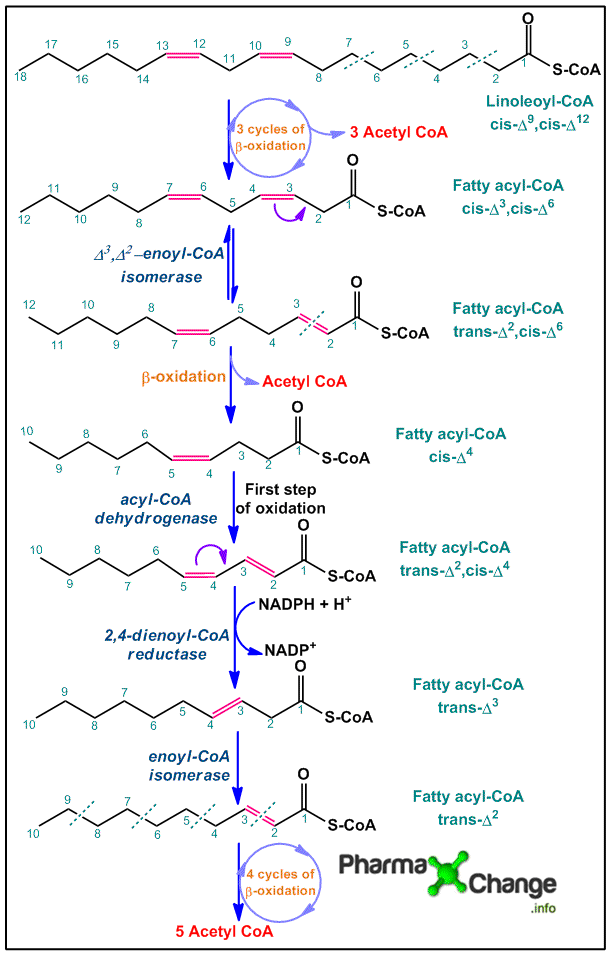 17 15 13 12 10 9 7 5 3 O
18 16 14 11 8 6 4 2 1 S-CoA
Linoleoyl-CoA
cis-Δ⁹,cis-Δ¹²
3 cycles of
β-oxidation
3 Acetyl CoA
11 9 7 6 4 3 O
12 10 8 5 2 1 S-CoA
Fatty acyl-CoA
cis-Δ³,cis-Δ⁶
Δ³,Δ²–enoyl-CoA
isomerase
12 10 8 5 3 O
11 9 7 6 4 2 1 S-CoA
Fatty acyl-CoA
trans-Δ²,cis-Δ⁶
β-oxidation
Acetyl CoA
10 8 6 3 O
9 7 5 4 2 1 S-CoA
Fatty acyl-CoA
cis-Δ⁴
acyl-CoA
dehydrogenase
First step
of oxidation
10 8 6 3 O
9 7 5 4 2 1 S-CoA
Fatty acyl-CoA
trans-Δ²,cis-Δ⁴
NADPH + H⁺
2,4-dienoyl-CoA
reductase
NADP⁺
9 7 5 3 O
10 8 6 4 2 1 S-CoA
Fatty acyl-CoA
trans-Δ³
enoyl-CoA
isomerase
9 7 5 3 O
10 8 6 4 2 1 S-CoA
Fatty acyl-CoA
trans-Δ²
4 cycles of
β-oxidation
5 Acetyl CoA
Pharma
Change
.info